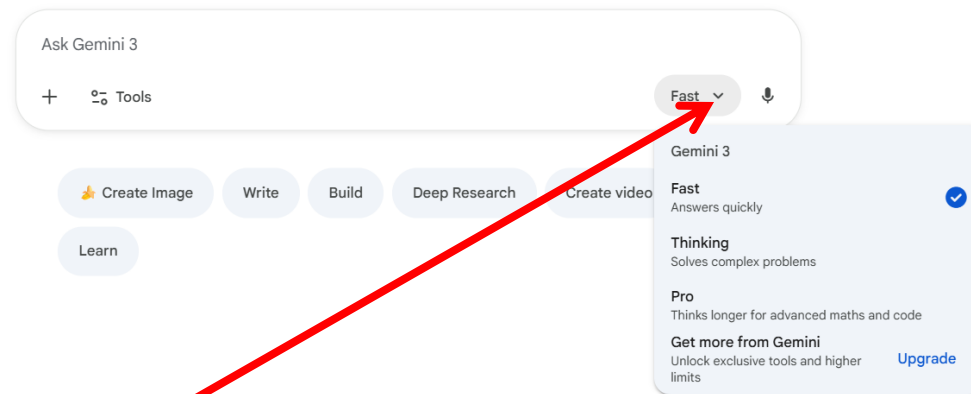 Ask Gemini 3
Tools
Fast
Gemini 3
Fast
Answers quickly
Thinking
Solves complex problems
Pro
Thinks longer for advanced maths and code
Get more from Gemini
Unlock exclusive tools and higher
limits
Upgrade
Create Image
Write
Build
Deep Research
Create video
Learn